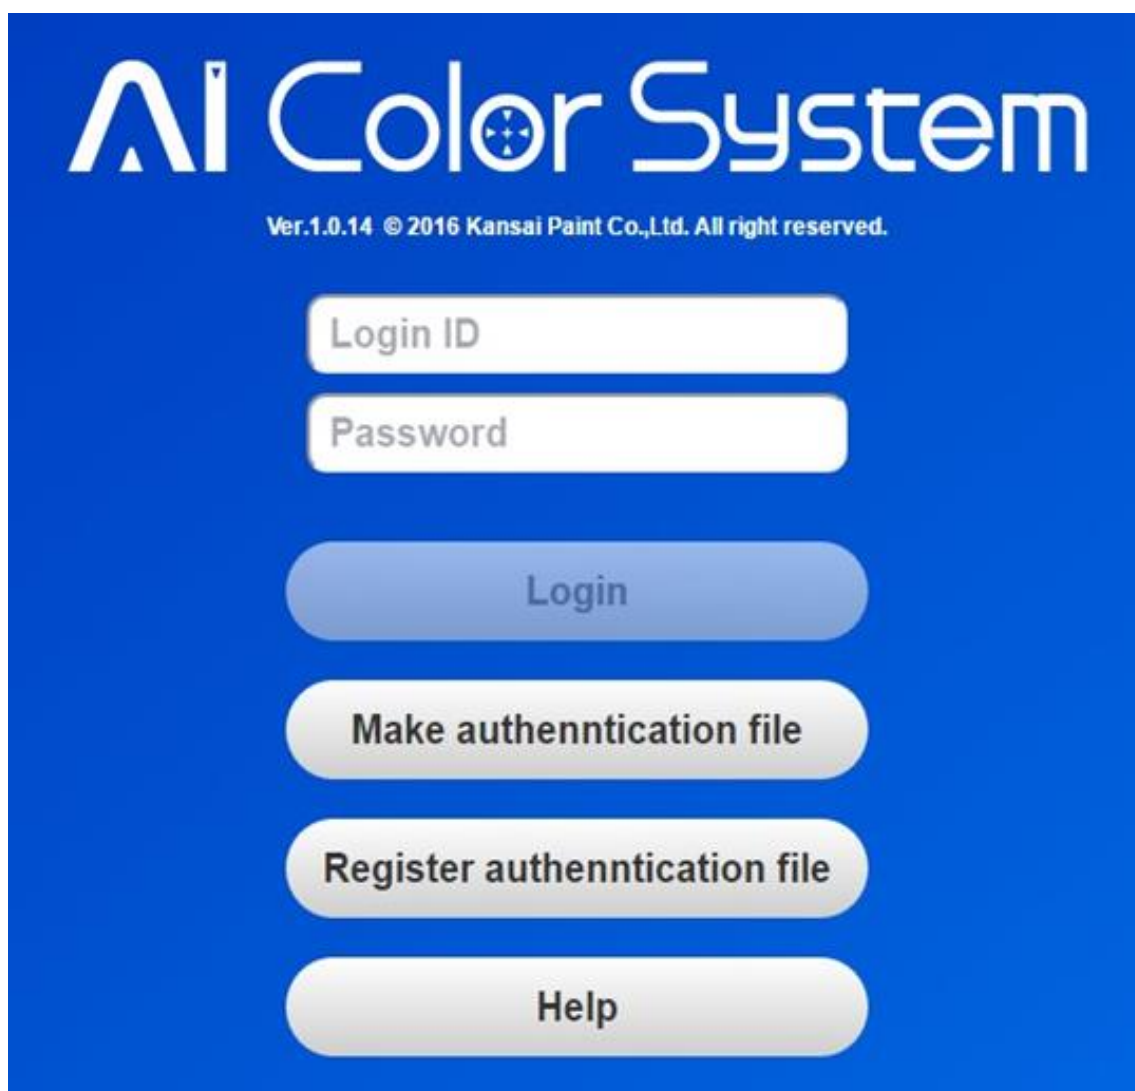 AI Color System
Ver.1.0.14 © 2016 Kansai Paint Co.,Ltd. All right reserved.
Login ID
Password
Login
Make authenntication file
Register authenntication file
Help